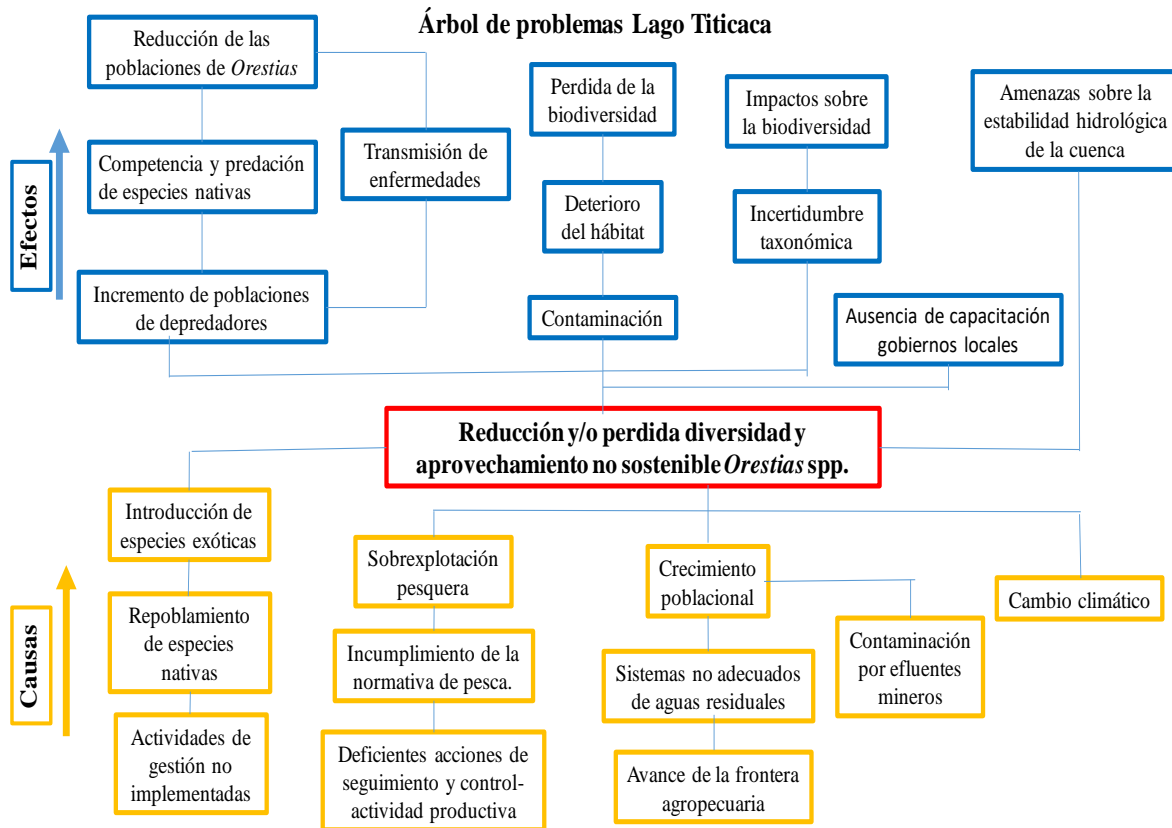 Árbol de problemas Lago Titicaca
Reducción de las
poblaciones de Orestias
Perdida de la
biodiversidad
Impactos sobre
la biodiversidad
Amenazas sobre la
estabilidad hidrológica
de la cuenca
Efectos
Competencia y predación
de especies nativas
Transmisión de
enfermedades
Deterioro
del hábitat
Incertidumbre
taxonómica
Incremento de poblaciones
de depredadores
Contaminación
Ausencia de capacitación
gobiernos locales
Reducción y/o perdida diversidad y
aprovechamiento no sostenible Orestias spp.
Causas
Introducción de
especies exóticas
Sobrexplotación
pesquera
Crecimiento
poblacional
Cambio climático
Repoblamiento
de especies
nativas
Incumplimiento de la
normativa de pesca.
Sistemas no adecuados
de aguas residuales
Contaminación
por efluentes
mineros
Actividades de
gestión no
implementadas
Deficientes acciones de
seguimiento y control-
actividad productiva
Avance de la frontera
agropecuaria